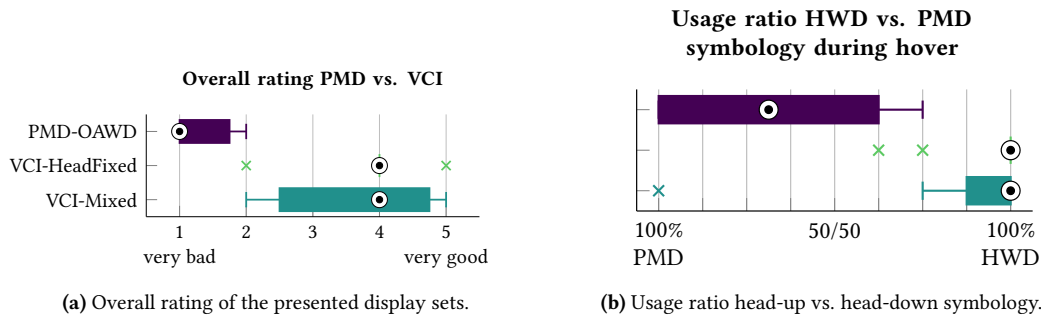 Overall rating PMD vs. VCI
PMD-OAWD
VCI-HeadFixed
VCI-Mixed
1 2 3 4 5
very bad very good
(a) Overall rating of the presented display sets.
Usage ratio HWD vs. PMD
symbology during hover
100% 50/50 100%
PMD HWD
(b) Usage ratio head-up vs. head-down symbology.